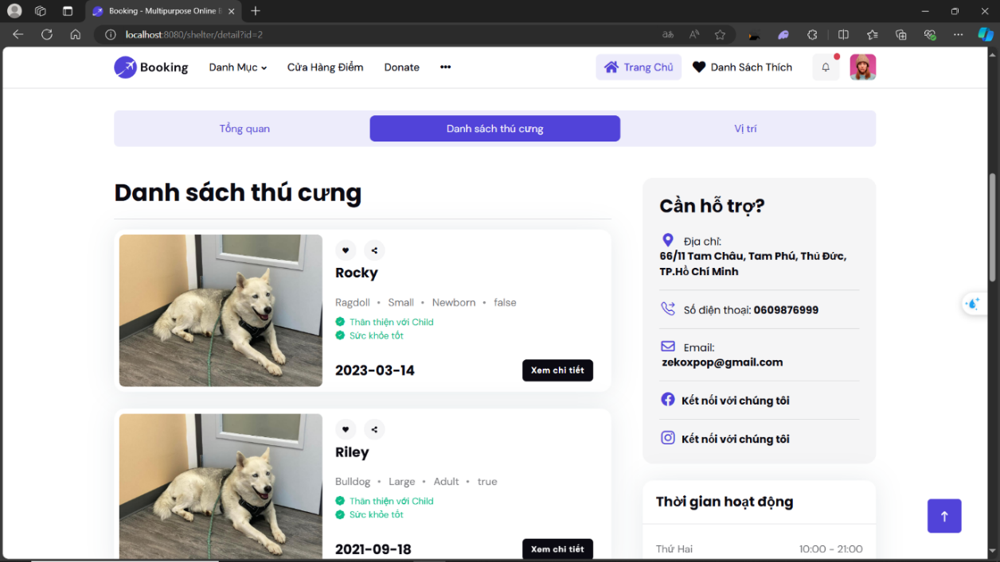 Booking - Multipurpose Online B
localhost:8080/shelter/detail?id=2
Booking
Danh Mục
Cửa Hàng Điểm
Donate
Trang Chủ
Danh Sách Thích
Tổng quan
Danh sách thú cưng
Vị trí
Danh sách thú cưng
Rocky
Ragdoll • Small • Newborn • false
Thân thiện với Child
Sức khỏe tốt
2023-03-14
Xem chi tiết
Riley
Bulldog • Large • Adult • true
Thân thiện với Child
Sức khỏe tốt
2021-09-18
Xem chi tiết
Cần hỗ trợ?
Địa chỉ:
66/11 Tam Châu, Tam Phú, Thủ Đức,
TP.Hồ Chí Minh
Số điện thoại: 0609876999
Email:
zekoxpop@gmail.com
Kết nối với chúng tôi
Kết nối với chúng tôi
Thời gian hoạt động
Thứ Hai 10:00 - 21:00